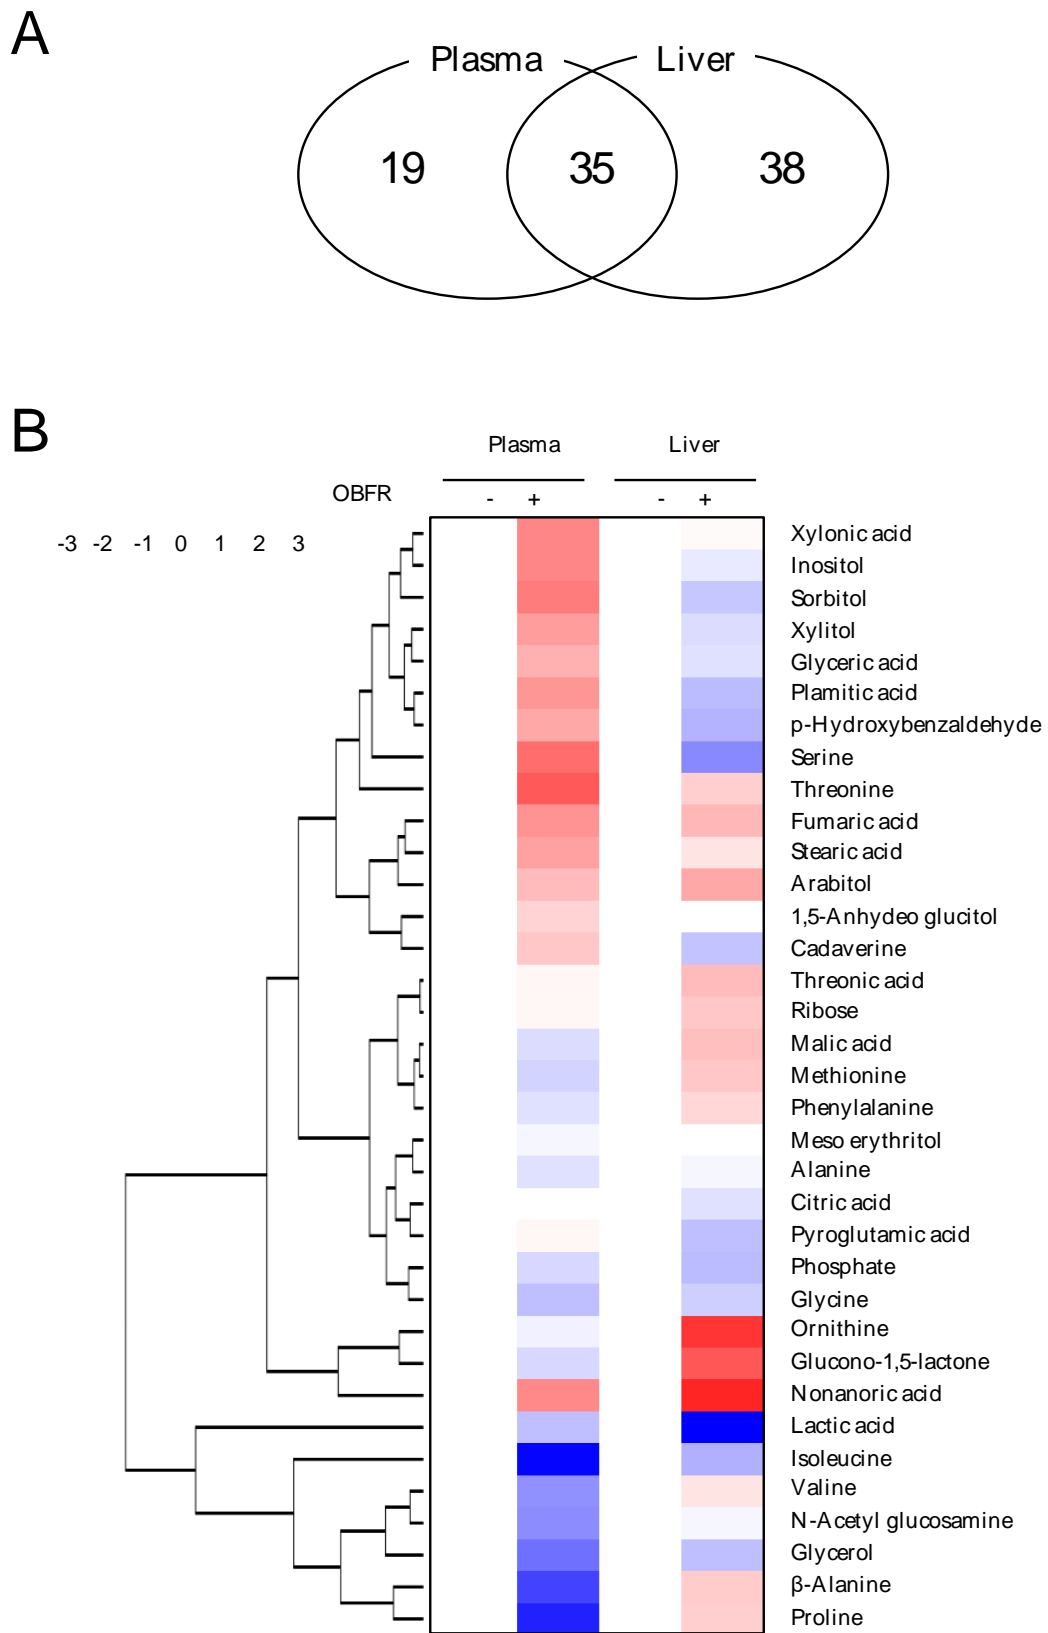 A
Plasma Liver
19 35 38
B
Plasma Liver
OBFR - + - +
-3 -2 -1 0 1 2 3
Xylonic acid
Inositol
Sorbitol
Xylitol
Glyceric acid
Plamitic acid
p-Hydroxybenzaldehyde
Serine
Threonine
Fumaric acid
Stearic acid
Arabitol
1,5-Anhydeo glucitol
Cadaverine
Threonic acid
Ribose
Malic acid
Methionine
Phenylalanine
Meso erythritol
Alanine
Citric acid
Pyroglutamic acid
Phosphate
Glycine
Ornithine
Glucono-1,5-lactone
Nonanoric acid
Lactic acid
Isoleucine
Valine
N-Acetyl glucosamine
Glycerol
β-Alanine
Proline